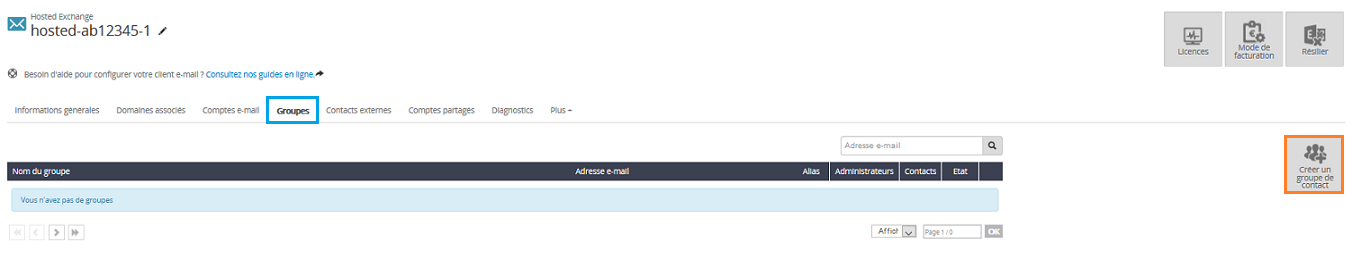 Hosted Exchange
hosted-ab12345-1
Licences
Mode de
facturation
Résilier
Besoin d'aide pour configurer votre client e-mail ? Consultez nos guides en ligne.
Informations générales Domaines associés Comptes e-mail Groupes Contacts externes Comptes partagés Diagnostics Plus
Adresse e-mail
Créer un
groupe de
contact
Nom du groupe Adresse e-mail Alias Administrateurs Contacts Etat
Vous n'avez pas de groupes
Affich Page 1 / 0 OK